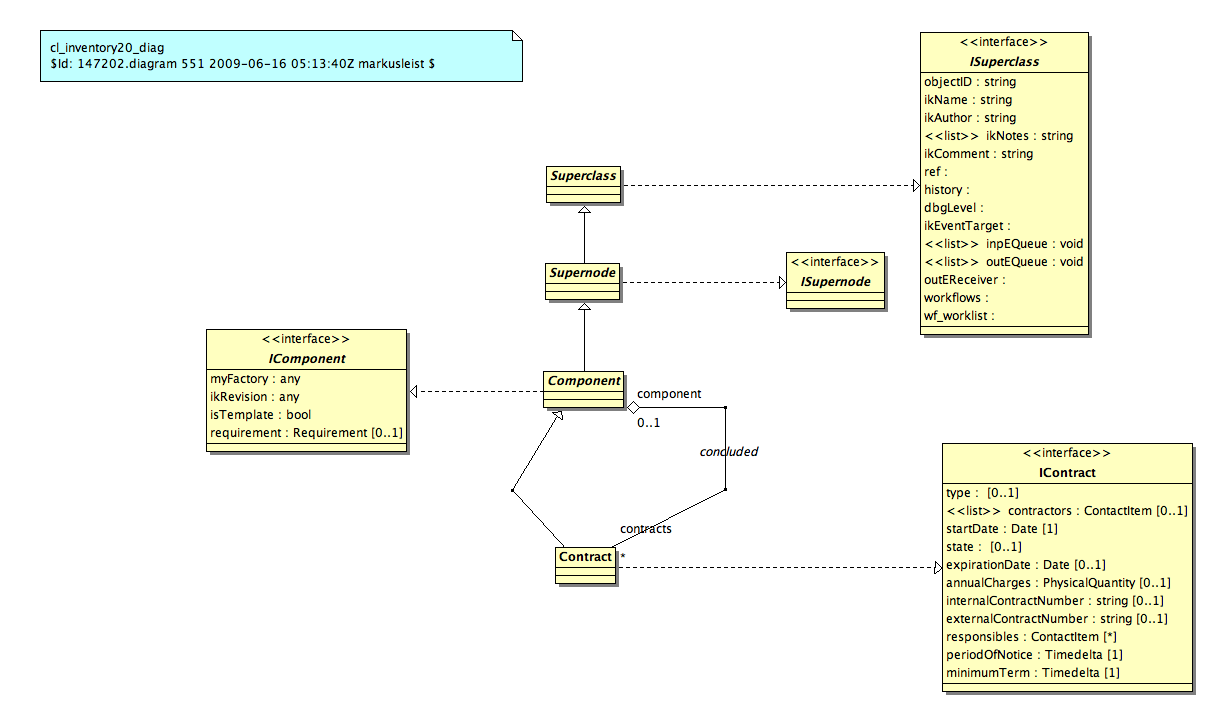 cl_inventory20_diag
$Id: 147202.diagram 551 2009-06-16 05:13:40Z markusleist $
<<interface>>
ISuperclass
objectID : string
ikName : string
ikAuthor : string
<<list>> ikNotes : string
ikComment : string
ref :
history :
dbgLevel :
ikEventTarget :
<<list>> inpEQueue : void
<<list>> outEQueue : void
outEReceiver :
workflows :
wf_worklist :
Superclass
Supernode
<<interface>>
ISupernode
<<interface>>
IComponent
myFactory : any
ikRevision : any
isTemplate : bool
requirement : Requirement [0..1]
Component
component
0..1
concluded
contracts
*
Contract
<<interface>>
IContract
type : [0..1]
<<list>> contractors : ContactItem [0..1]
startDate : Date [1]
state : [0..1]
expirationDate : Date [0..1]
annualCharges : PhysicalQuantity [0..1]
internalContractNumber : string [0..1]
externalContractNumber : string [0..1]
responsibles : ContactItem [*]
periodOfNotice : Timedelta [1]
minimumTerm : Timedelta [1]